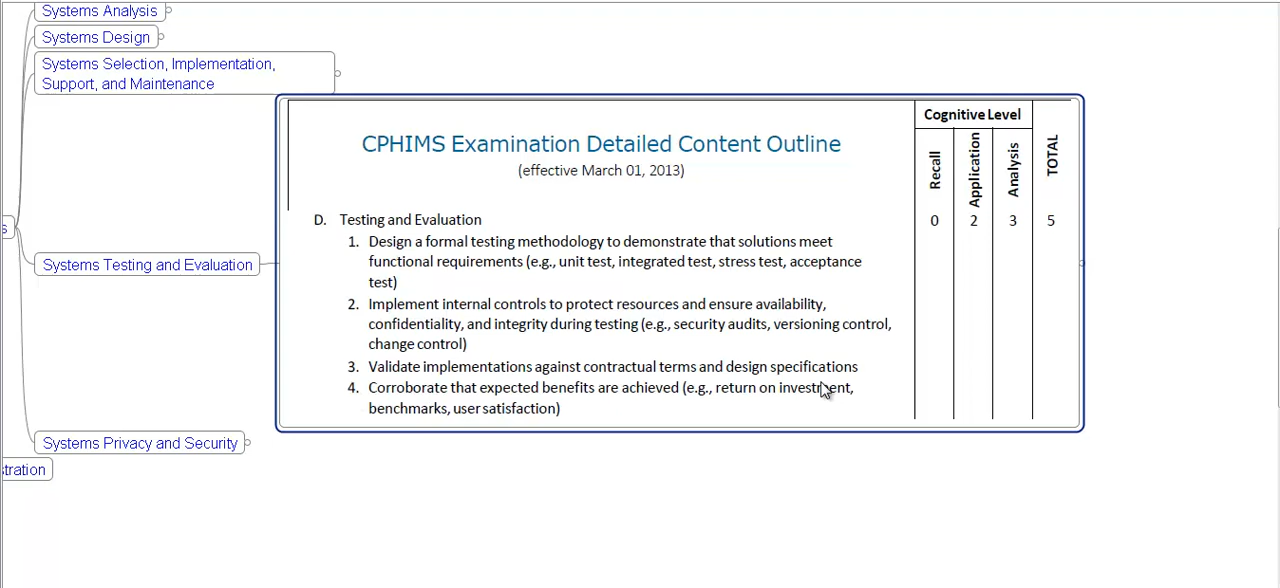 Systems Analysis
Systems Design
Systems Selection, Implementation,
Support, and Maintenance
Cognitive Level
CPHIMS Examination Detailed Content Outline
(effective March 01, 2013)
Recall
Application
Analysis
TOTAL
D. Testing and Evaluation 0 2 3 5
1. Design a formal testing methodology to demonstrate that solutions meet
functional requirements (e.g., unit test, integrated test, stress test, acceptance
test)
2. Implement internal controls to protect resources and ensure availability,
confidentiality, and integrity during testing (e.g., security audits, versioning control,
change control)
3. Validate implementations against contractual terms and design specifications
4. Corroborate that expected benefits are achieved (e.g., return on investment,
benchmarks, user satisfaction)
s
Systems Testing and Evaluation
Systems Privacy and Security
stration